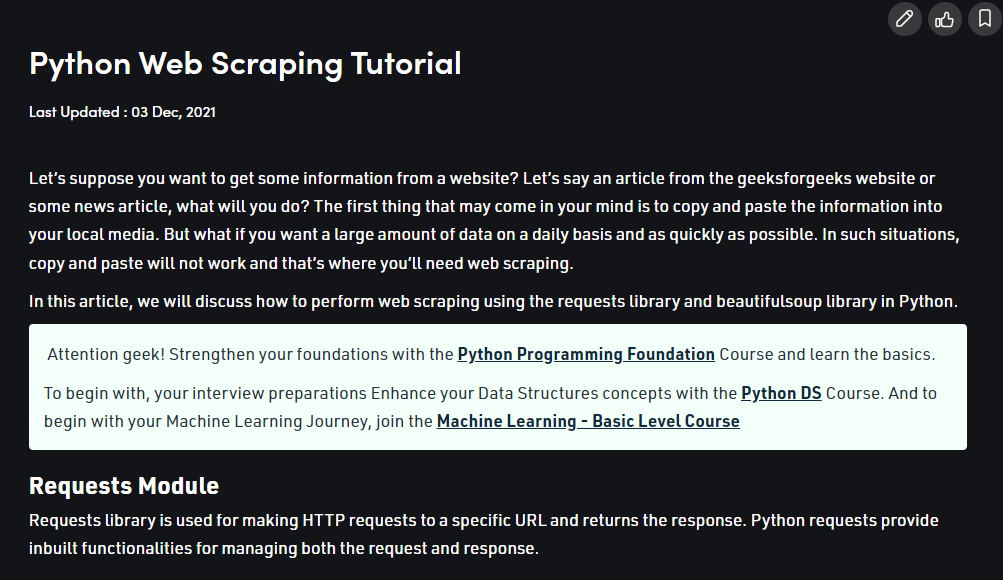 Python Web Scraping Tutorial
Last Updated : 03 Dec, 2021
Let’s suppose you want to get some information from a website? Let’s say an article from the geeksforgeeks website or
some news article, what will you do? The first thing that may come in your mind is to copy and paste the information into
your local media. But what if you want a large amount of data on a daily basis and as quickly as possible. In such situations,
copy and paste will not work and that’s where you’ll need web scraping.
In this article, we will discuss how to perform web scraping using the requests library and beautifulsoup library in Python.
Attention geek! Strengthen your foundations with the Python Programming Foundation Course and learn the basics.
To begin with, your interview preparations Enhance your Data Structures concepts with the Python DS Course. And to
begin with your Machine Learning Journey, join the Machine Learning - Basic Level Course
Requests Module
Requests library is used for making HTTP requests to a specific URL and returns the response. Python requests provide
inbuilt functionalities for managing both the request and response.